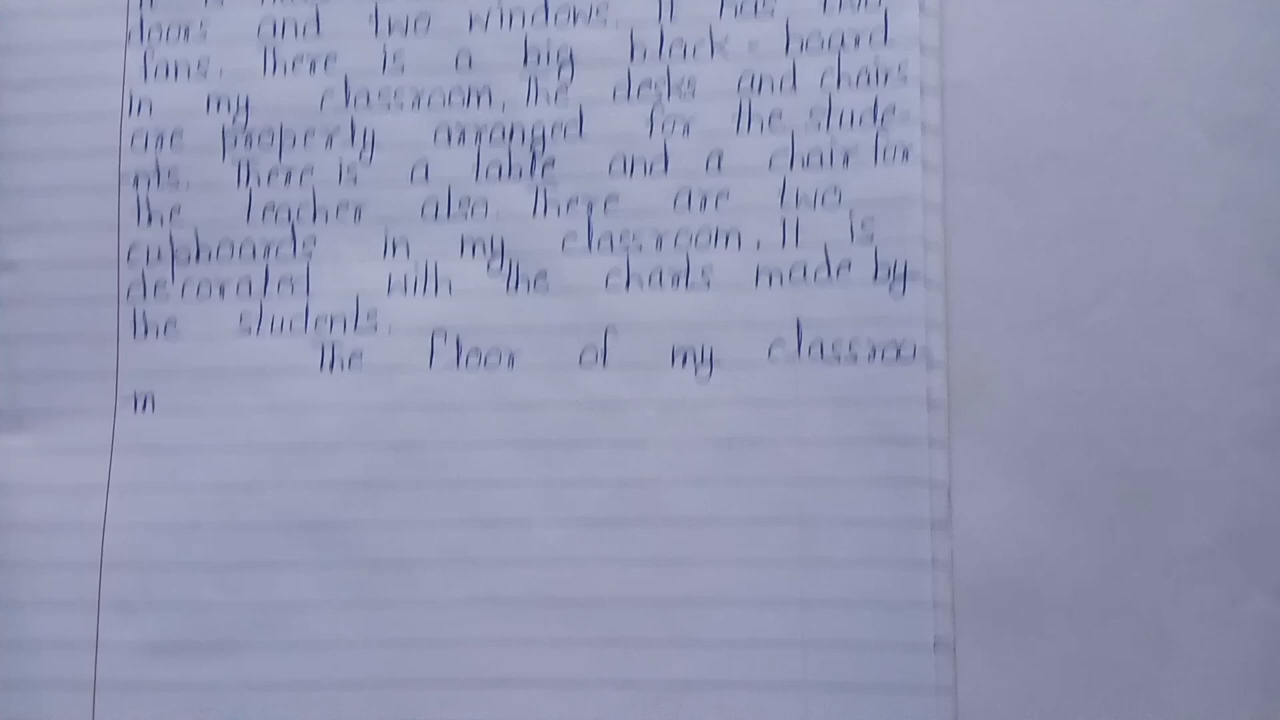 doors and two windows. It has two
fans. There is a big black-board
in my classroom. The desks and chairs
are properly arranged for the stude-
nts. There is a table and a chair for
the teacher also. There are two
cupboards in my classroom. It is
decorated with the charts made by
the students.
The floor of my classroo
m